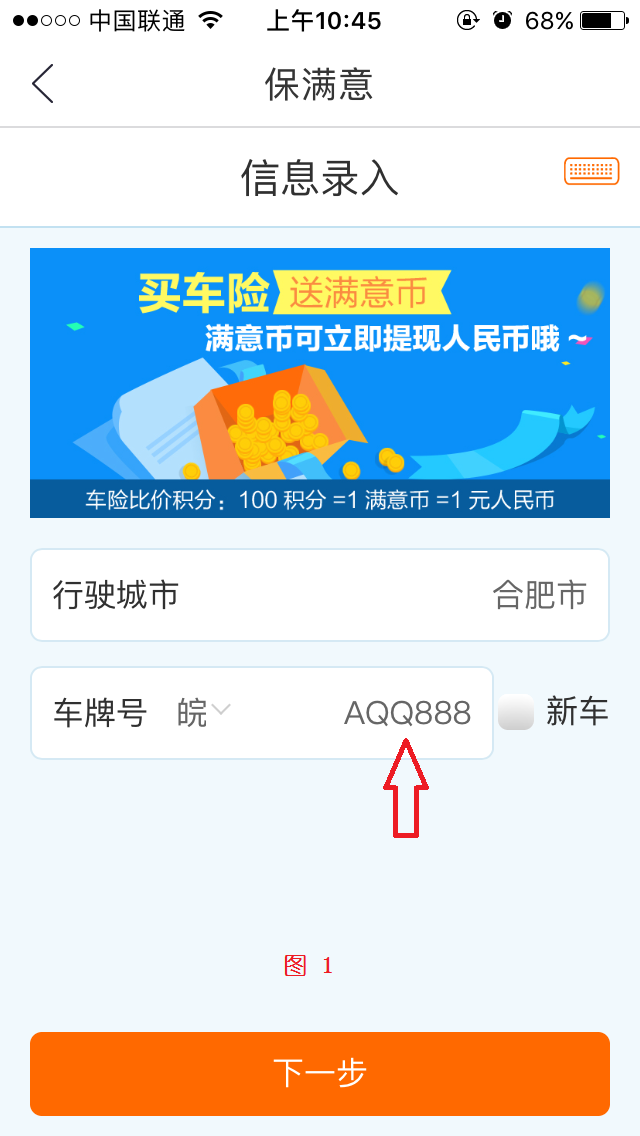 中国联通 上午10:45 68%
保满意
信息录入
买车险 送满意币
满意币可立即提现人民币哦 ~
车险比价积分：100 积分 =1 满意币 =1 元人民币
行驶城市 合肥市
车牌号 皖 AQQ888 新车
图 1
下一步